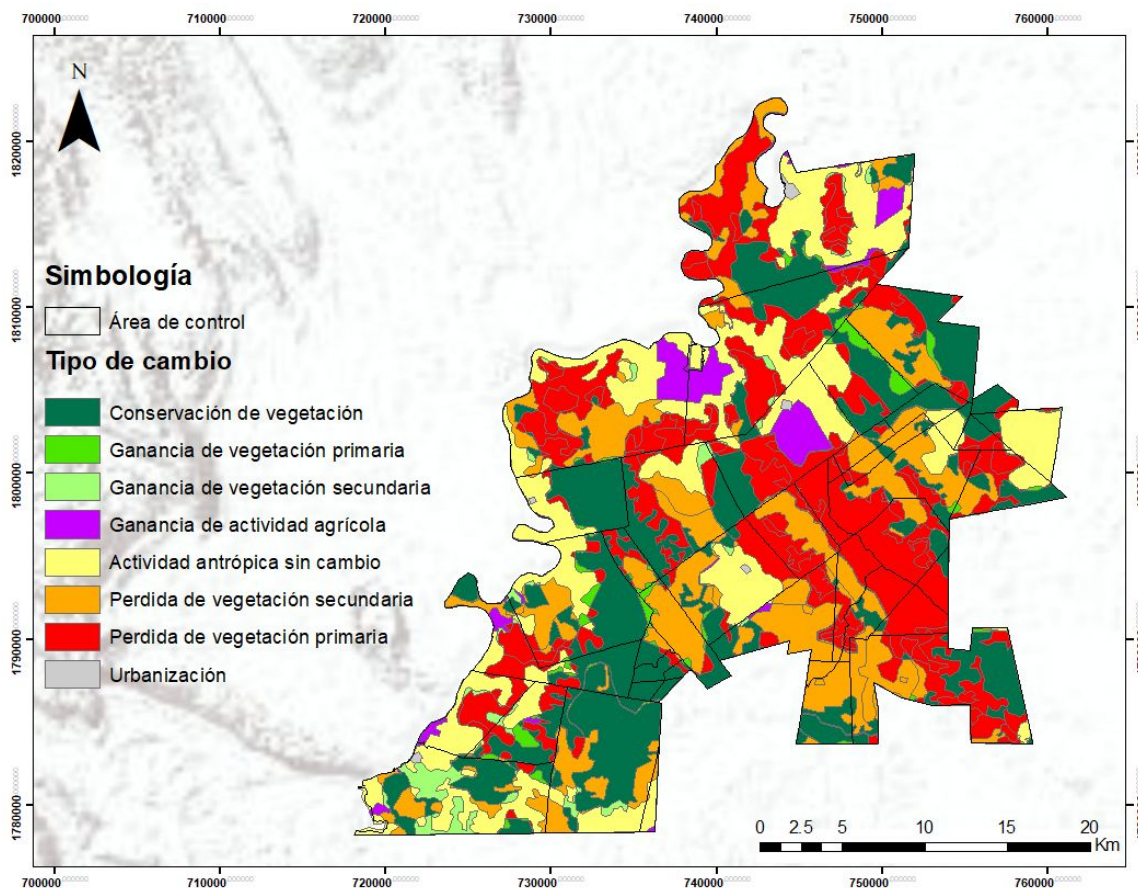 700000 710000 720000 730000 740000 750000 760000
N
1820000
1810000
1800000
1790000
1780000
Simbología
Área de control
Tipo de cambio
Conservación de vegetación
Ganancia de vegetación primaria
Ganancia de vegetación secundaria
Ganancia de actividad agrícola
Actividad antrópica sin cambio
Perdida de vegetación secundaria
Perdida de vegetación primaria
Urbanización
0 2.5 5 10 15 20
Km
700000 710000 720000 730000 740000 750000 760000